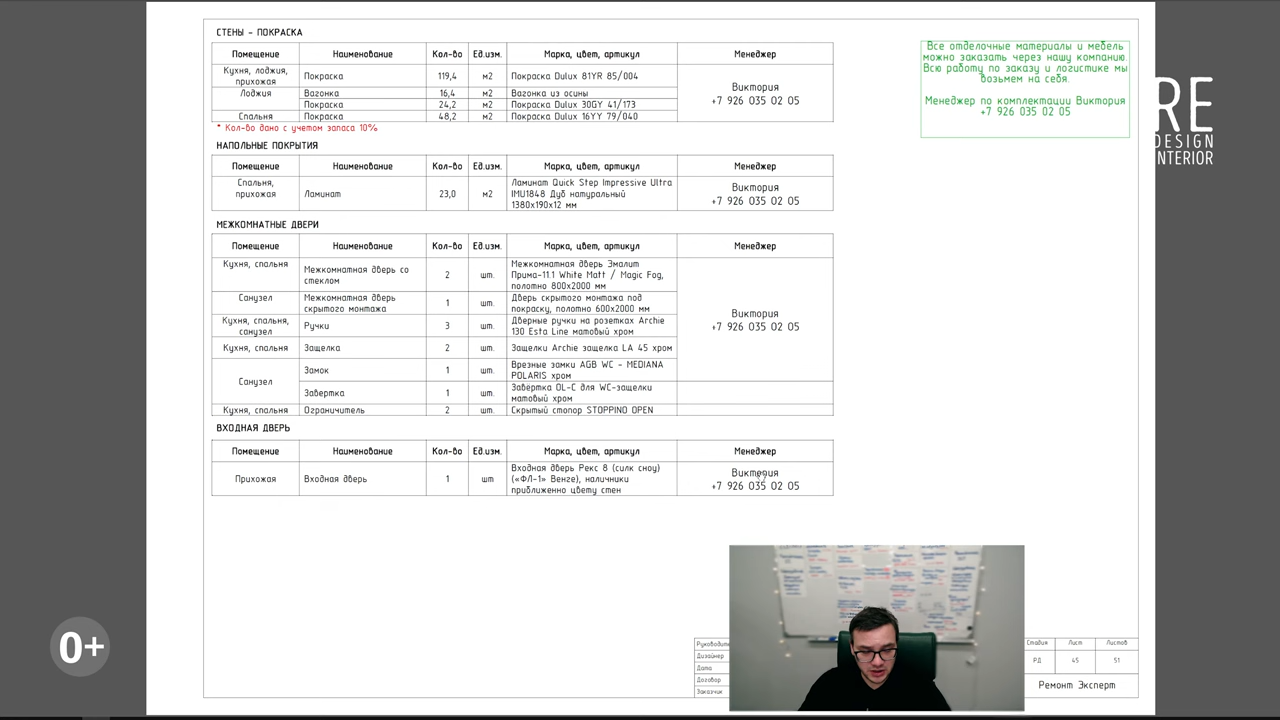 СТЕНЫ - ПОКРАСКА
Помещение Наименование Кол-во Ед.изм. Марка, цвет, артикул Менеджер
Кухня, лоджия,
прихожая Покраска 119,4 м2 Покраска Dulux 81YR 85/004
Лоджия Вагонка 16,4 м2 Вагонка из осины
Покраска 24,2 м2 Покраска Dulux 30GY 41/173
Спальня Покраска 48,2 м2 Покраска Dulux 16YY 79/040
Виктория
+7 926 035 02 05
* Кол-во дано с учетом запаса 10%
НАПОЛЬНЫЕ ПОКРЫТИЯ
Помещение Наименование Кол-во Ед.изм. Марка, цвет, артикул Менеджер
Спальня,
прихожая Ламинат 23,0 м2
Ламинат Quick Step Impressive Ultra
IMU1848 Дуб натуральный
1380х190х12 мм
Виктория
+7 926 035 02 05
МЕЖКОМНАТНЫЕ ДВЕРИ
Помещение Наименование Кол-во Ед.изм. Марка, цвет, артикул Менеджер
Кухня, спальня
Межкомнатная дверь со
стеклом
2 шт.
Межкомнатная дверь Эмалит
Прима-11.1 White Matt / Magic Fog,
полотно 800х2000 мм
Санузел
Межкомнатная дверь
скрытого монтажа
1 шт.
Дверь скрытого монтажа под
покраску, полотно 600х2000 мм
Кухня, спальня,
санузел
Ручки 3 шт.
Дверные ручки на розетках Archie
130 Esta Line матовый хром
Кухня, спальня Защелка 2 шт. Защелки Archie защелка LA 45 хром
Санузел
Замок 1 шт.
Врезные замки AGB WC - MEDIANA
POLARIS хром
Завертка 1 шт.
Завертка OL-C для WC-защелки
матовый хром
Кухня, спальня Ограничитель 2 шт. Скрытый стопор STOPPINO OPEN
Виктория
+7 926 035 02 05
ВХОДНАЯ ДВЕРЬ
Помещение Наименование Кол-во Ед.изм. Марка, цвет, артикул Менеджер
Прихожая Входная дверь 1 шт
Входная дверь Рекс 8 (силк сноу)
(«ФЛ-1» Венге), наличники
приближенно цвету стен
Виктория
+7 926 035 02 05
Все отделочные материалы и мебель
можно заказать через нашу компанию.
Всю работу по заказу и логистике мы
возьмем на себя.
Менеджер по комплектации Виктория
+7 926 035 02 05
RE
DESIGN
INTERIOR
0+
Дизайнер
Дата
Договор
Заказчик
Стадия Лист Листов
РД 45 51
Ремонт Эксперт